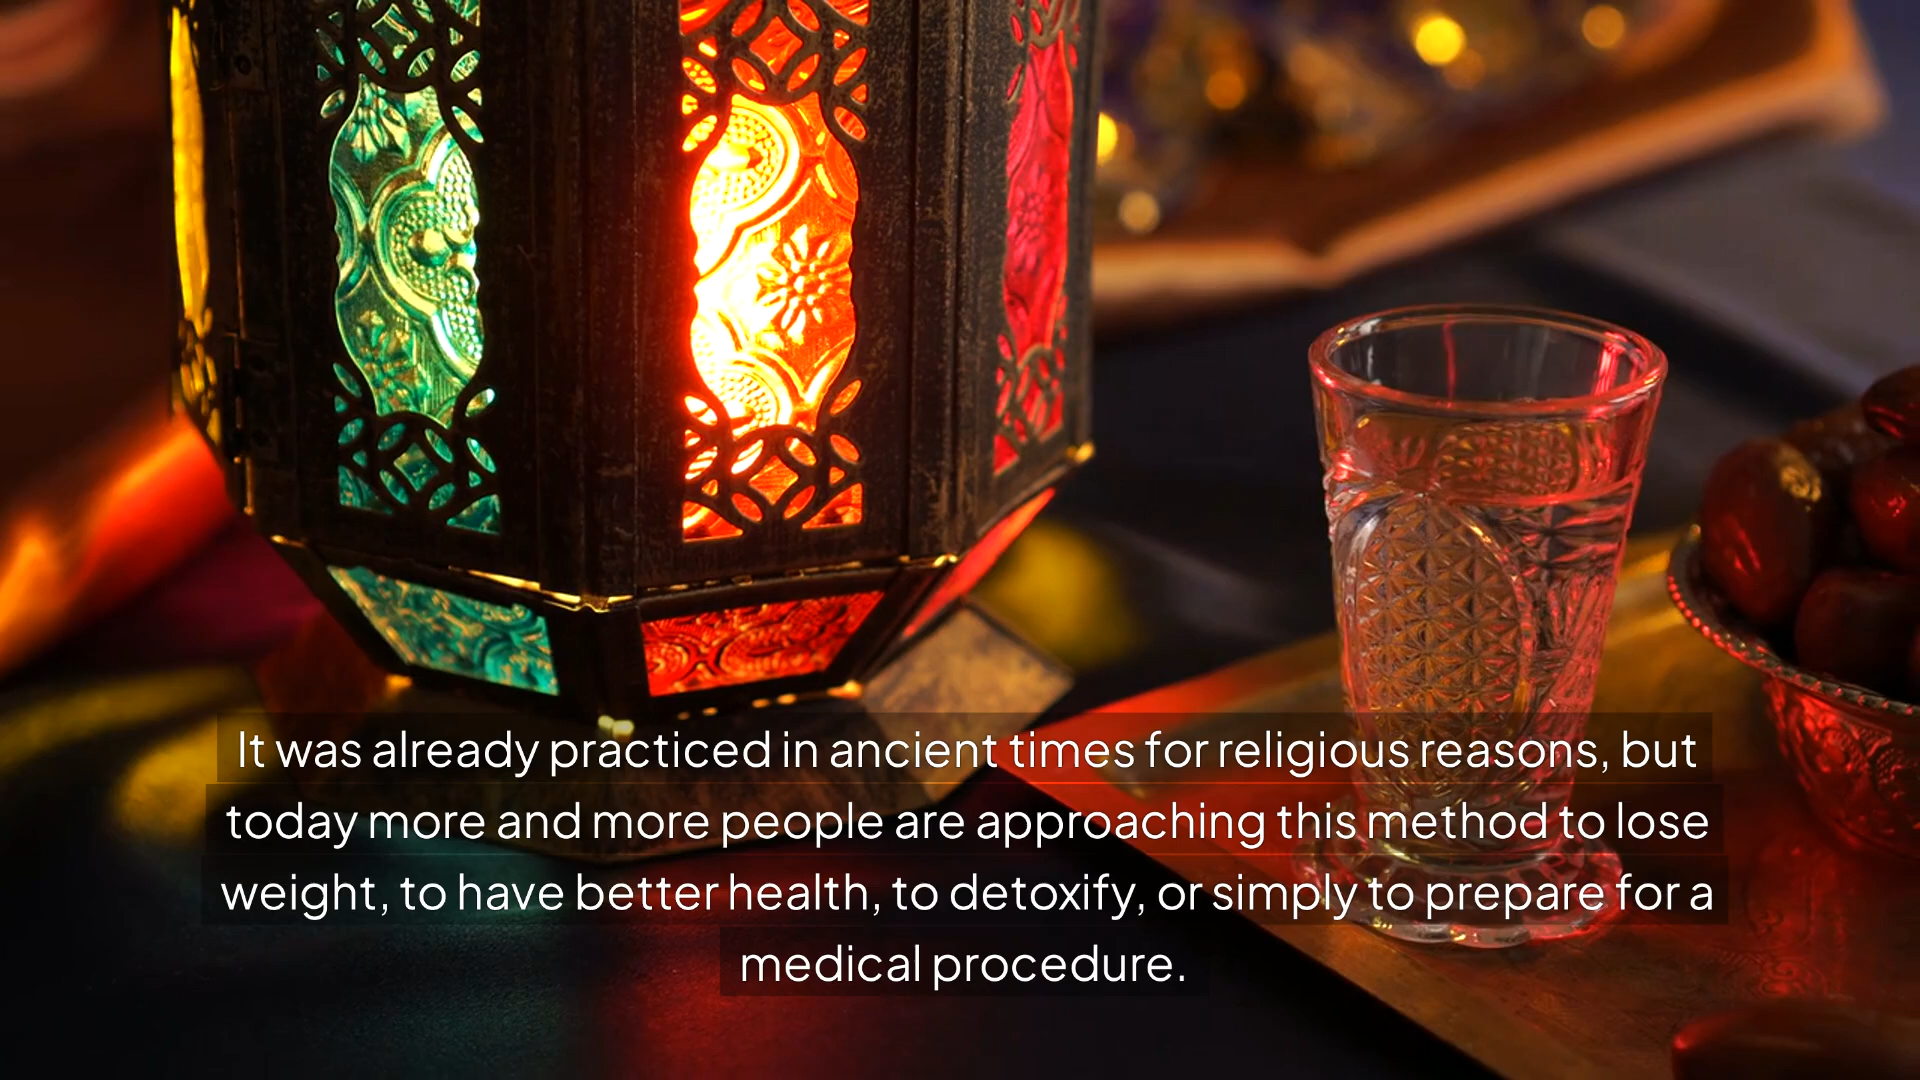 It was already practiced in ancient times for religious reasons, but
today more and more people are approaching this method to lose
weight, to have better health, to detoxify, or simply to prepare for a
medical procedure.